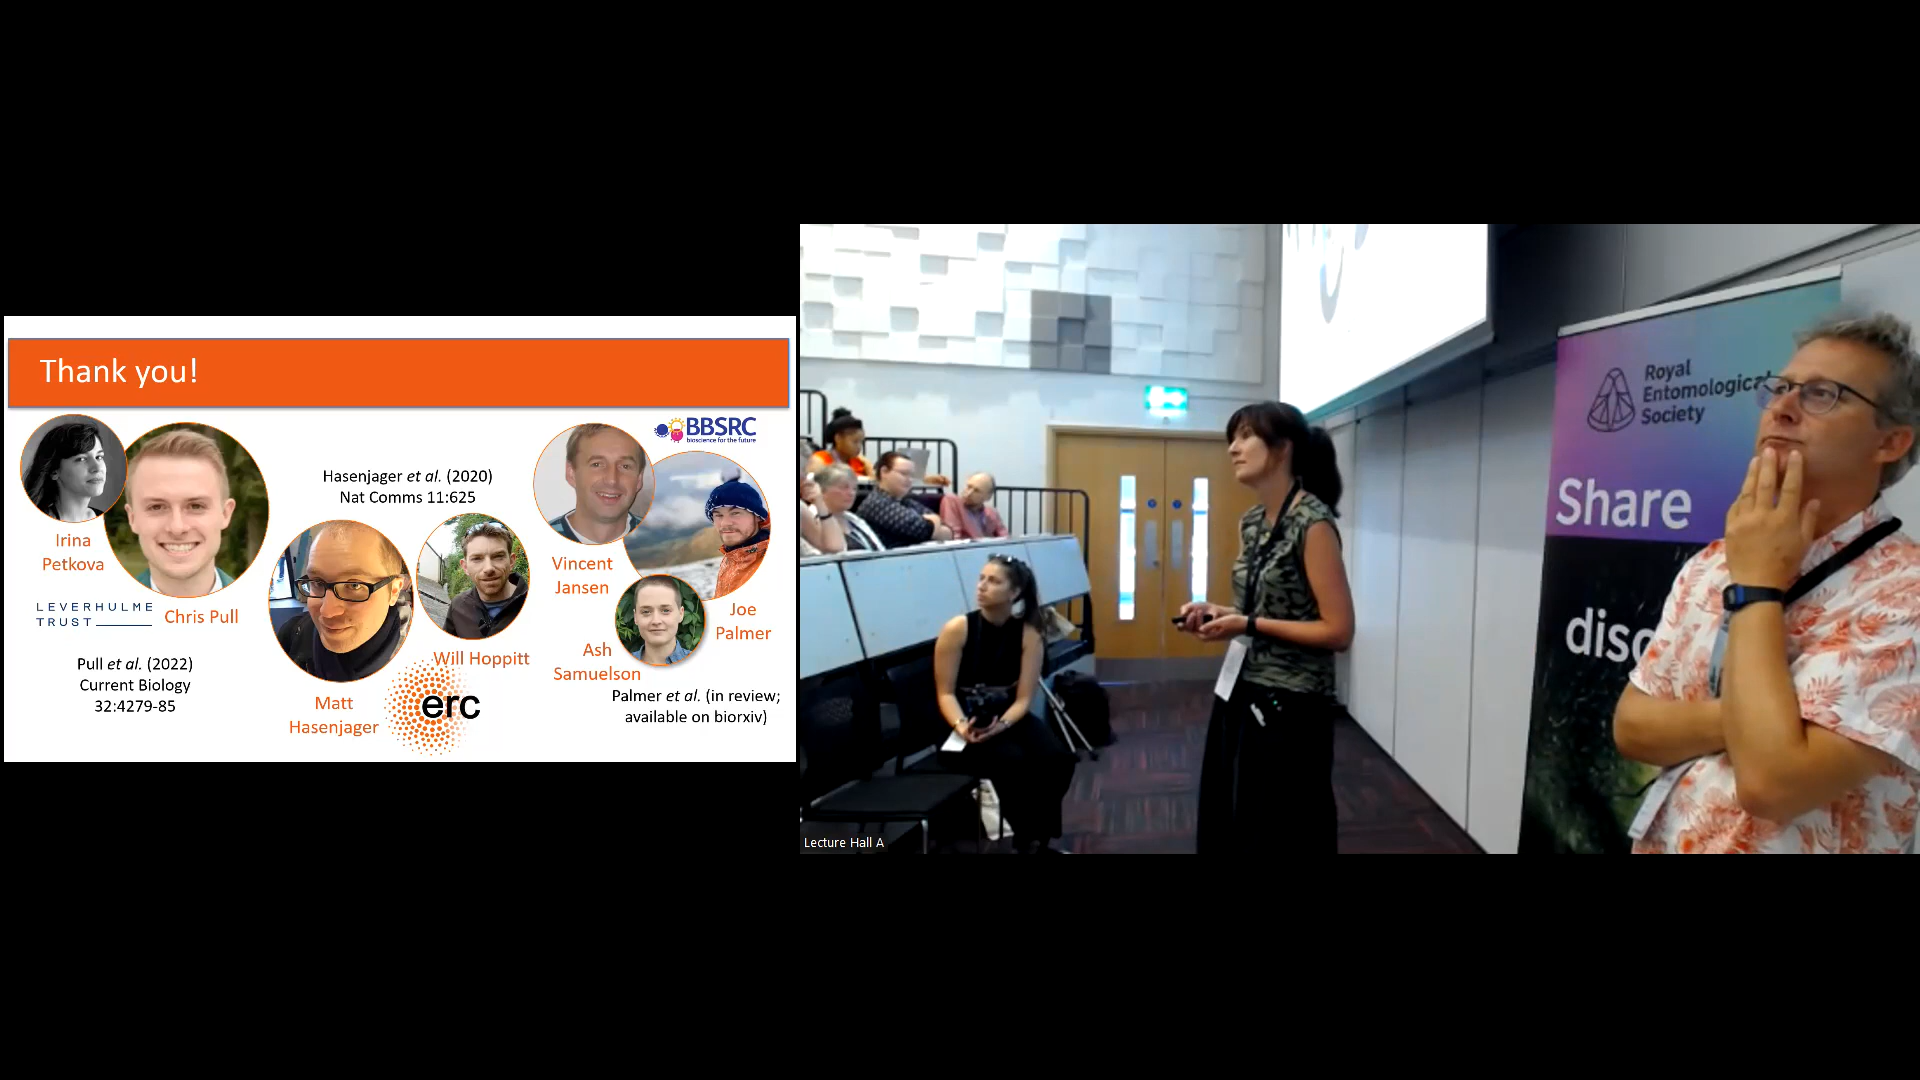 Thank you!
BBSRC
bioscience for the future
Hasenjager et al. (2020)
Nat Comms 11:625
Irina
Petkova
LEVERHULME
TRUST
Chris Pull
Pull et al. (2022)
Current Biology
32:4279-85
Will Hoppitt
Matt
Hasenjager
erc
Vincent
Jansen
Joe
Palmer
Ash
Samuelson
Palmer et al. (in review;
available on biorxiv)
Royal
Entomological
Society
Share
disc
Lecture Hall A